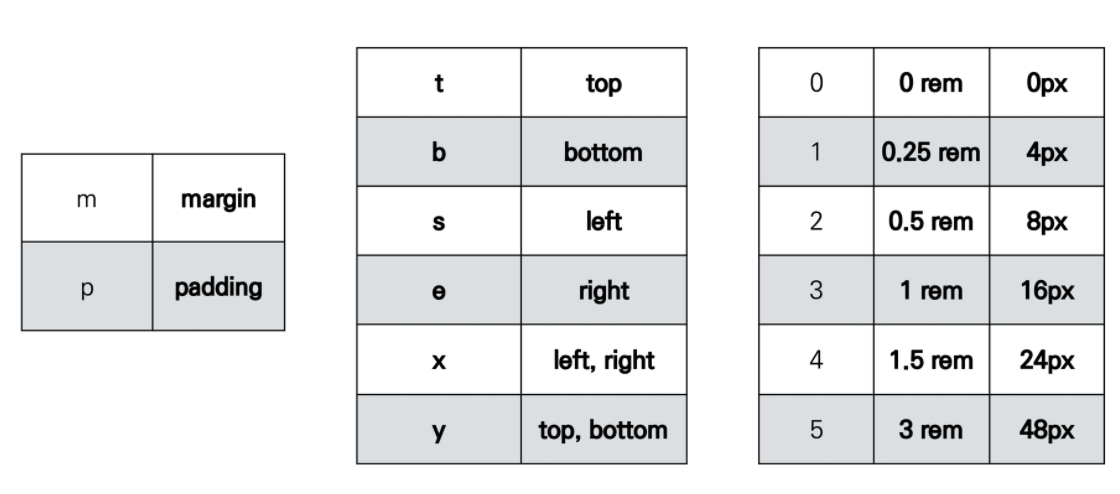 m margin
p padding
t top
b bottom
s left
e right
x left, right
y top, bottom
0 0 rem 0px
1 0.25 rem 4px
2 0.5 rem 8px
3 1 rem 16px
4 1.5 rem 24px
5 3 rem 48px